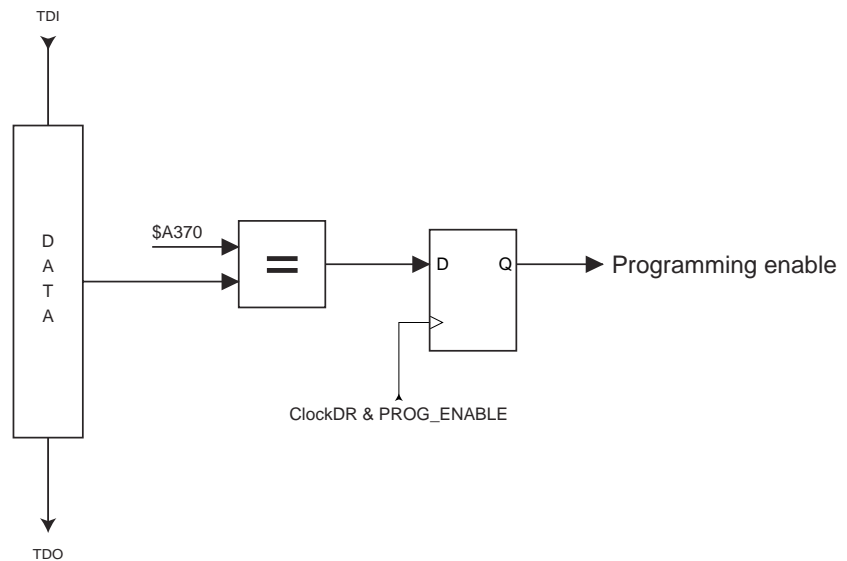 TDI
D
A
T
A
$A370
=
D Q
Programming enable
ClockDR & PROG_ENABLE
TDO